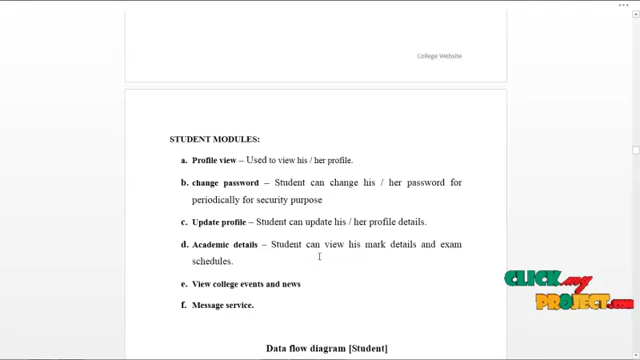 College Website
STUDENT MODULES:
a. Profile view – Used to view his / her profile.
b. change password – Student can change his / her password for
periodically for security purpose
c. Update profile – Student can update his / her profile details.
d. Academic details – Student can view his mark details and exam
schedules.
e. View college events and news
f. Message service.
CLICK my
PROJECT.COM
Data flow diagram [Student]